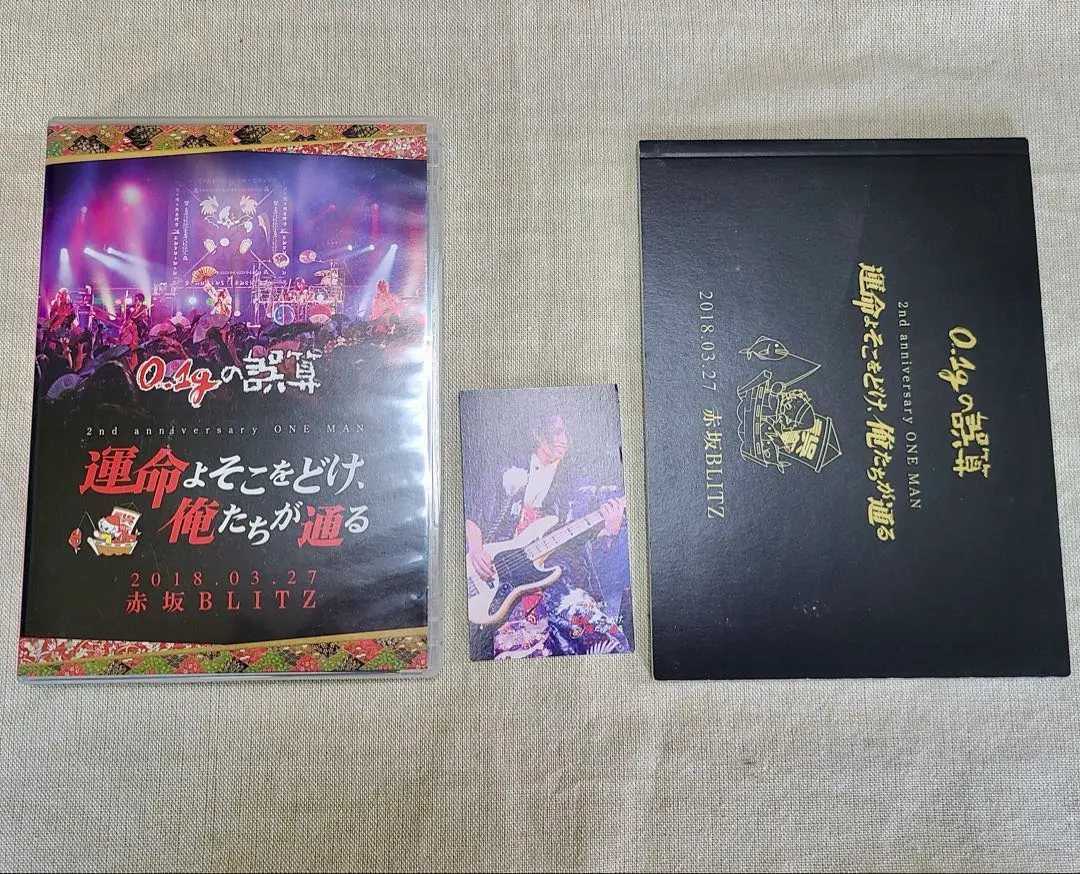 0.1gの誤算
2nd anniversary ONE MAN
運命よそこをどけ、
俺たちが通る
2018.03.27
赤坂BLITZ
0.1gの誤算
2nd anniversary ONE MAN
運命よそこをどけ、俺たちが通る
2018.03.27 赤坂BLITZ